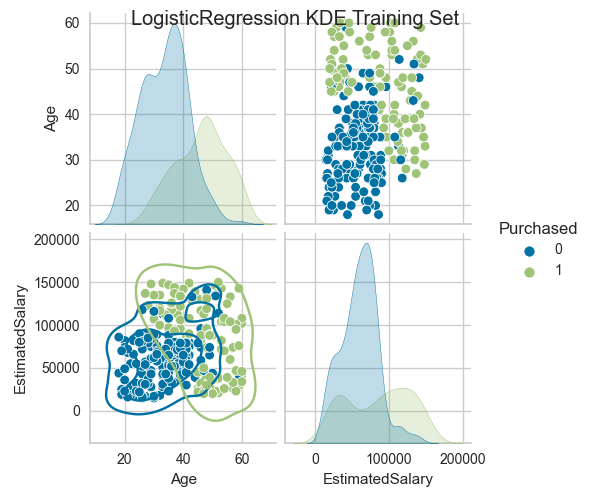 LogisticRegression KDE Training Set
60
50
40
30
20
Age
200000
150000
100000
50000
0
EstimatedSalary
20 40 60
Age
0 100000 200000
EstimatedSalary
Purchased
0
1